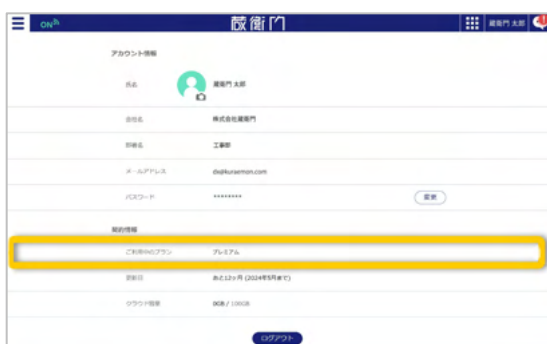 ONh 蔵衛門 蔵衛門 太郎
アカウント情報
氏名 蔵衛門 太郎
会社名 株式会社蔵衛門
部署名 工事部
メールアドレス dx@kuraemon.com
パスワード ******** 変更
契約情報
ご利用中のプラン プレミアム
更新日 あと12ヶ月 (2024年5月まで)
クラウド容量 0GB / 100GB
ログアウト